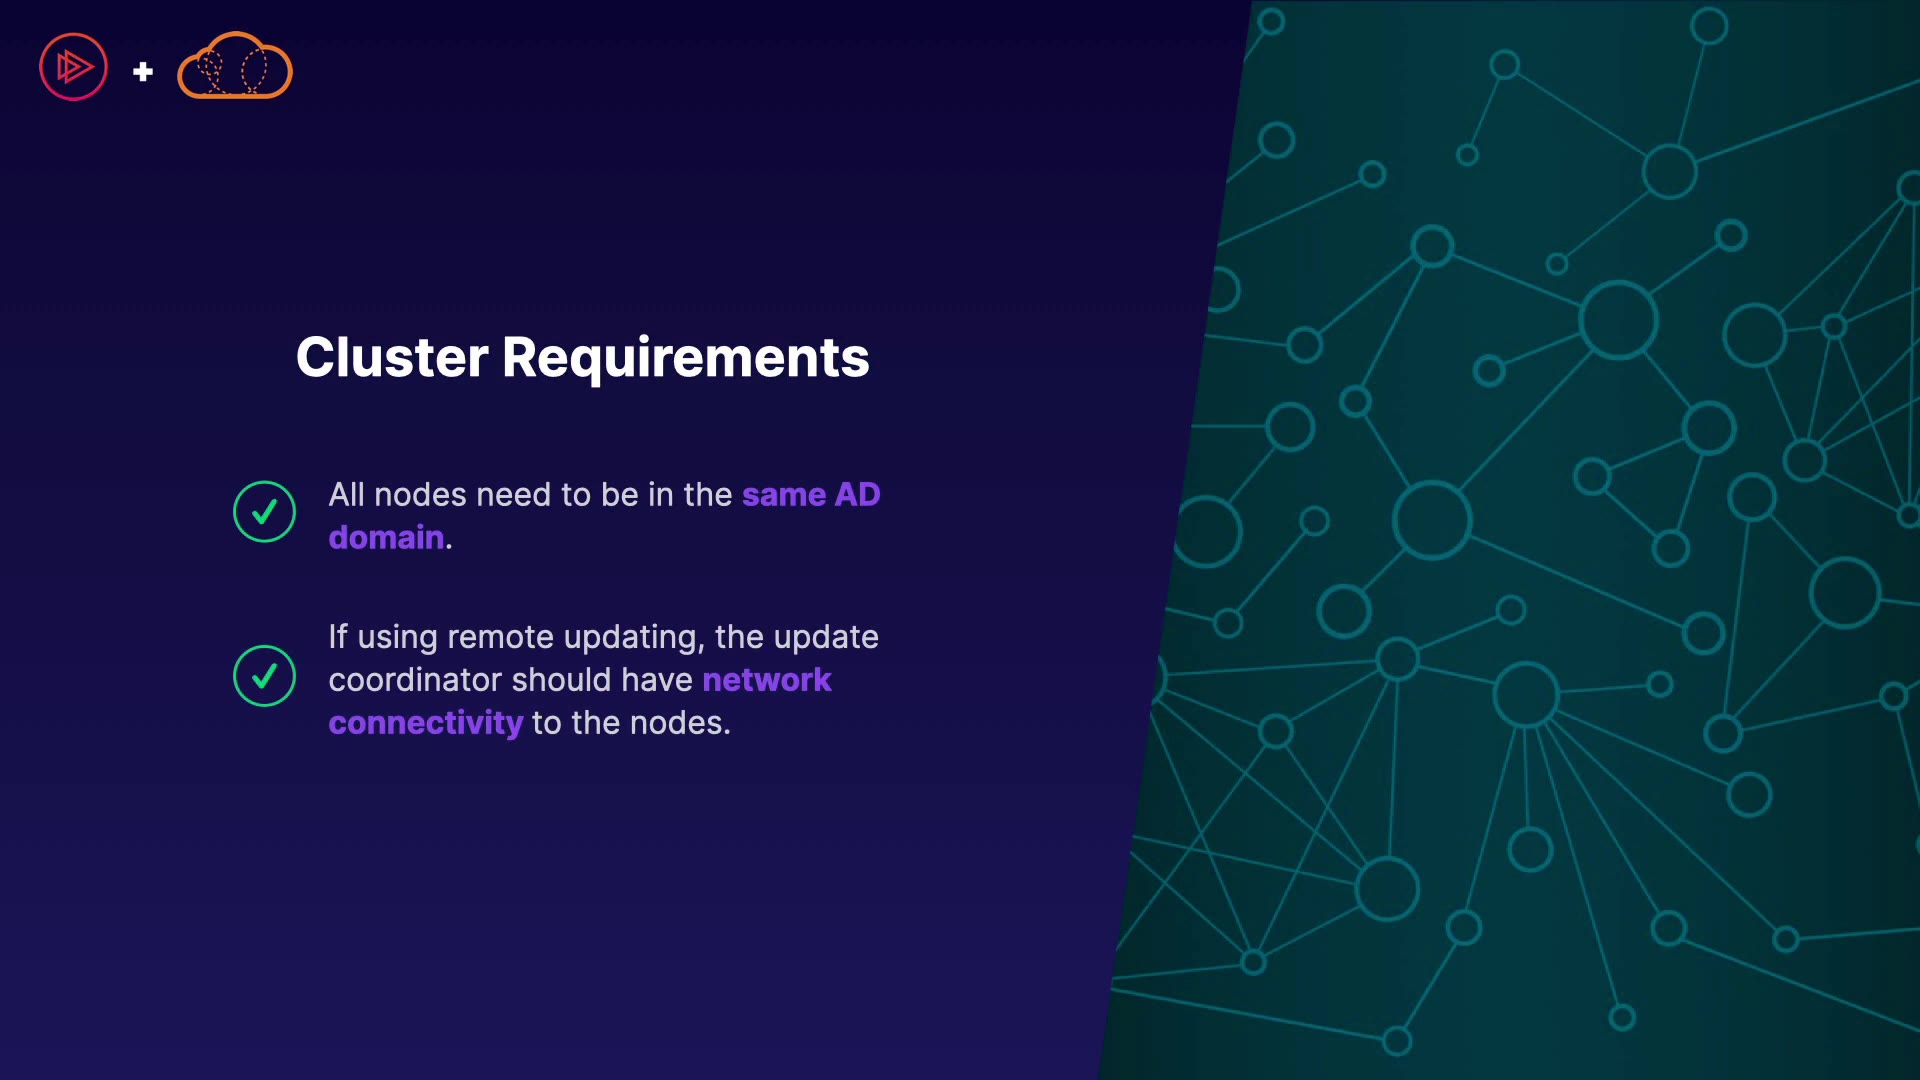 Cluster Requirements
All nodes need to be in the same AD
domain.
If using remote updating, the update
coordinator should have network
connectivity to the nodes.